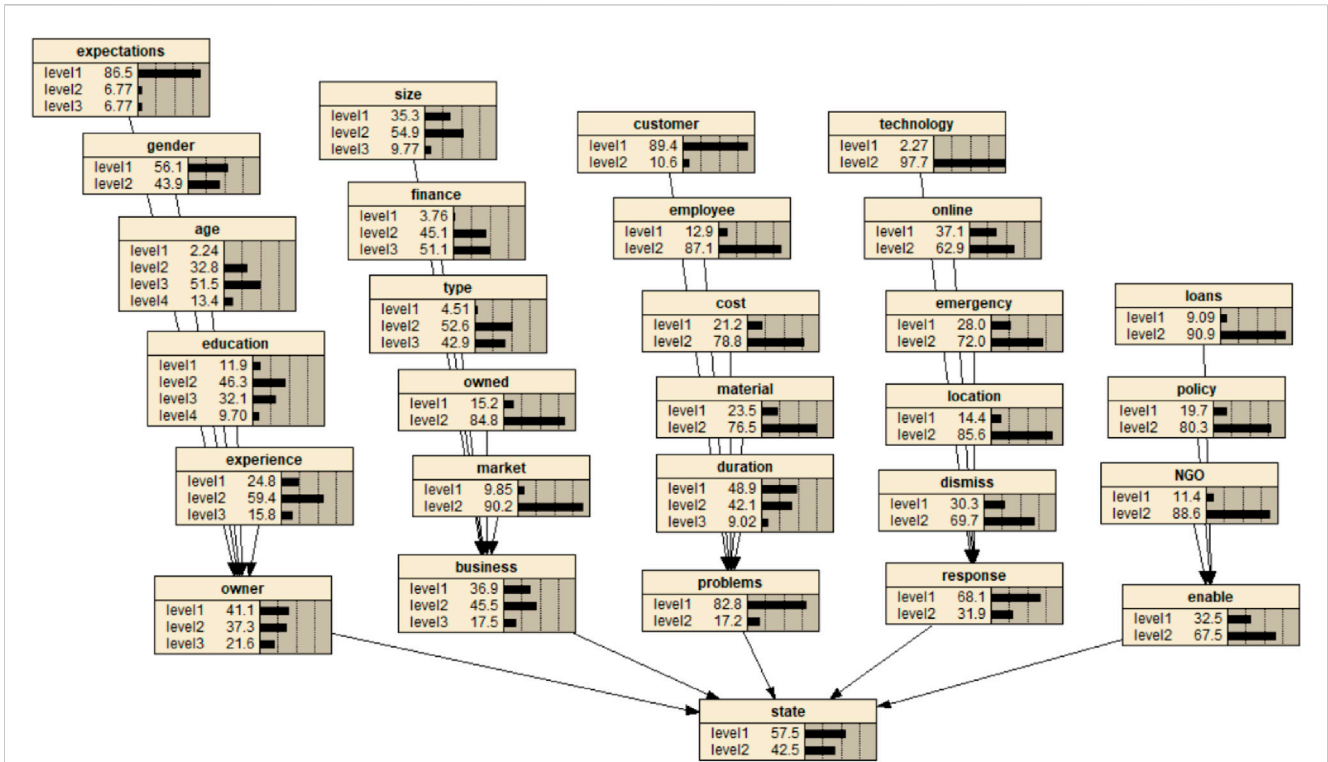 expectations
level1 86.5
level2 6.77
level3 6.77
gender
level1 56.1
level2 43.9
age
level1 2.24
level2 32.8
level3 51.5
level4 13.4
education
level1 11.9
level2 46.3
level3 32.1
level4 9.70
experience
level1 24.8
level2 59.4
level3 15.8
owner
level1 41.1
level2 37.3
level3 21.6
size
level1 35.3
level2 54.9
level3 9.77
finance
level1 3.76
level2 45.1
level3 51.1
type
level1 4.51
level2 52.6
level3 42.9
owned
level1 15.2
level2 84.8
market
level1 9.85
level2 90.2
business
level1 36.9
level2 45.5
level3 17.5
customer
level1 89.4
level2 10.6
employee
level1 12.9
level2 87.1
cost
level1 21.2
level2 78.8
material
level1 23.5
level2 76.5
duration
level1 48.9
level2 42.1
level3 9.02
problems
level1 82.8
level2 17.2
technology
level1 2.27
level2 97.7
online
level1 37.1
level2 62.9
emergency
level1 28.0
level2 72.0
location
level1 14.4
level2 85.6
dismiss
level1 30.3
level2 69.7
response
level1 68.1
level2 31.9
loans
level1 9.09
level2 90.9
policy
level1 19.7
level2 80.3
NGO
level1 11.4
level2 88.6
enable
level1 32.5
level2 67.5
state
level1 57.5
level2 42.5